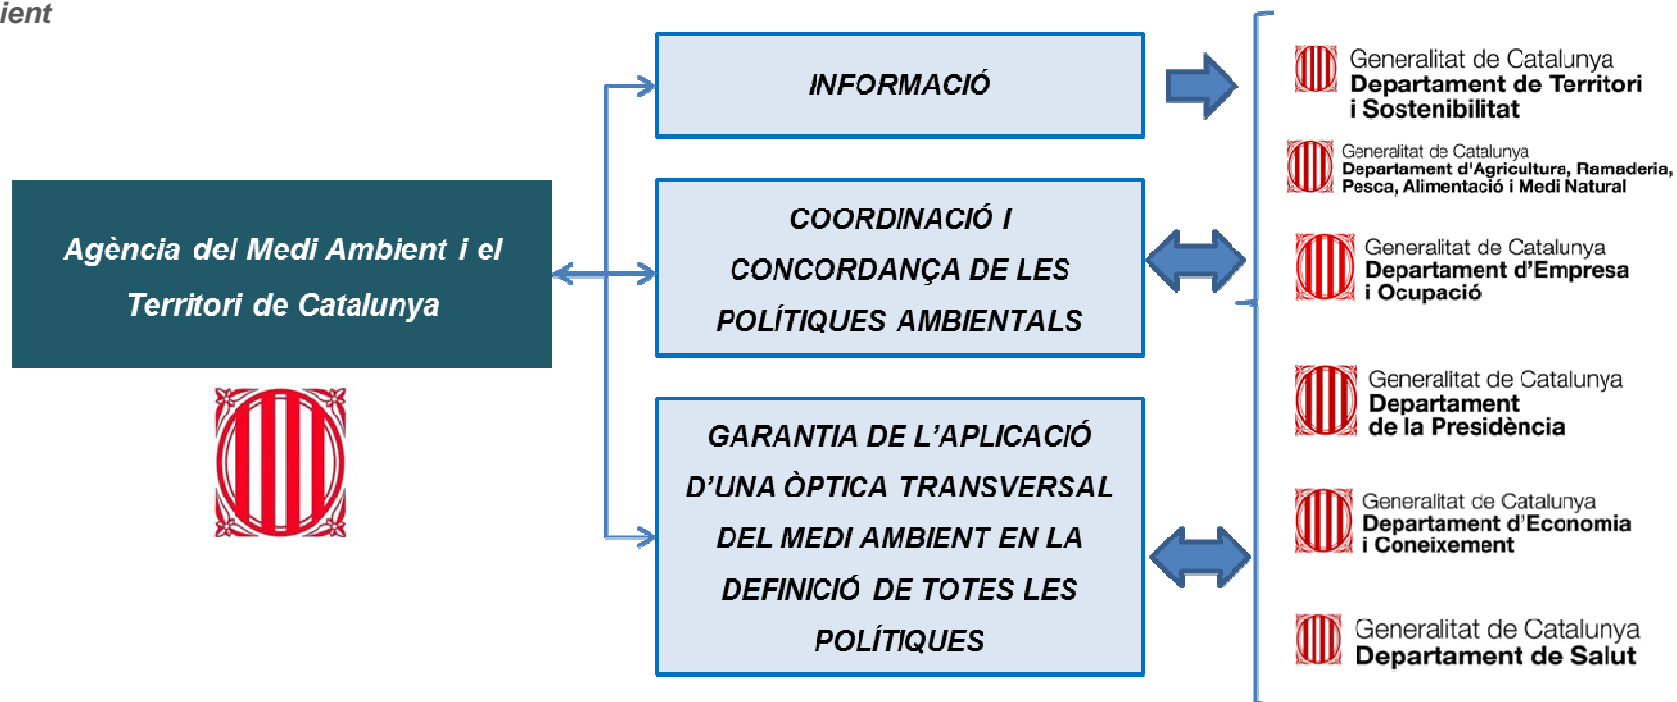 ient
Agència del Medi Ambient i el
Territori de Catalunya
INFORMACIÓ
COORDINACIÓ I
CONCORDANÇA DE LES
POLÍTIQUES AMBIENTALS
GARANTIA DE L'APLICACIÓ
D'UNA ÒPTICA TRANSVERSAL
DEL MEDI AMBIENT EN LA
DEFINICIÓ DE TOTES LES
POLÍTIQUES
Generalitat de Catalunya
Departament de Territori
i Sostenibilitat
Generalitat de Catalunya
Departament d'Agricultura, Ramaderia,
Pesca, Alimentació i Medi Natural
Generalitat de Catalunya
Departament d'Empresa
i Ocupació
Generalitat de Catalunya
Departament
de la Presidència
Generalitat de Catalunya
Departament d'Economia
i Coneixement
Generalitat de Catalunya
Departament de Salut